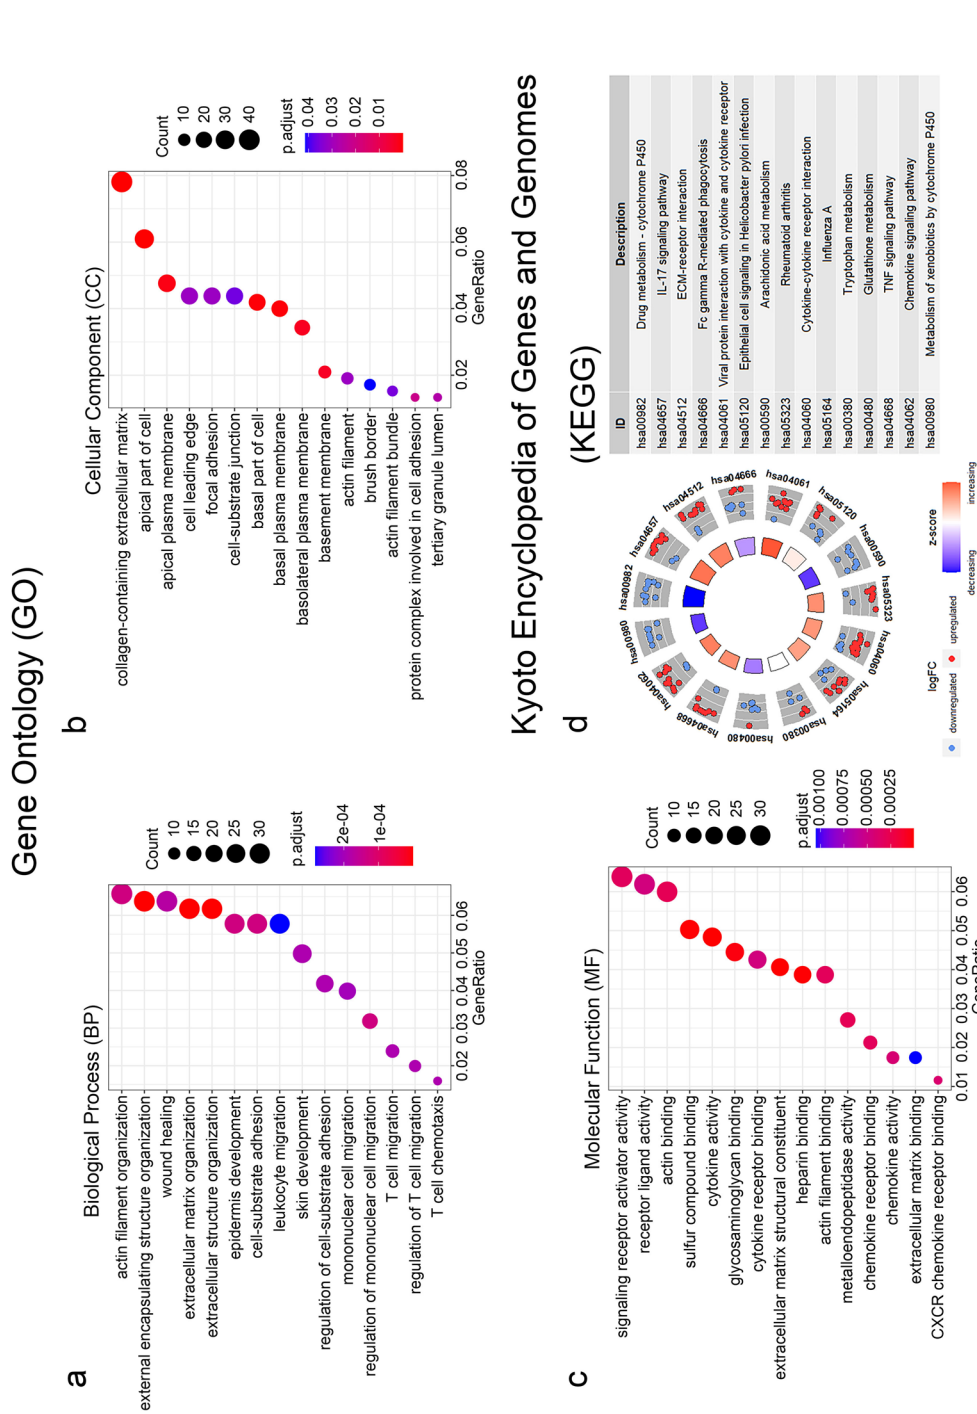 Gene Ontology (GO)
a
Biological Process (BP)
actin filament organization
external encapsulating structure organization
wound healing
extracellular matrix organization
extracellular structure organization
epidermis development
cell-substrate adhesion
leukocyte migration
skin development
regulation of cell-substrate adhesion
mononuclear cell migration
regulation of mononuclear cell migration
T cell migration
regulation of T cell migration
T cell chemotaxis
0.02 0.03 0.04 0.05 0.06
GeneRatio
Count
10
15
20
25
30
p.adjust
2e-04
1e-04
b
Cellular Component (CC)
collagen-containing extracellular matrix
apical part of cell
apical plasma membrane
cell leading edge
focal adhesion
cell-substrate junction
basal part of cell
basal plasma membrane
basolateral plasma membrane
basement membrane
actin filament
brush border
actin filament bundle
protein complex involved in cell adhesion
tertiary granule lumen
0.02 0.04 0.06 0.08
GeneRatio
Count
10
20
30
40
p.adjust
0.04
0.03
0.02
0.01
c
Molecular Function (MF)
signaling receptor activator activity
receptor ligand activity
actin binding
sulfur compound binding
cytokine activity
glycosaminoglycan binding
cytokine receptor binding
extracellular matrix structural constituent
heparin binding
actin filament binding
metalloendopeptidase activity
chemokine receptor binding
chemokine activity
extracellular matrix binding
CXCR chemokine receptor binding
0.01 0.02 0.03 0.04 0.05 0.06
GeneRatio
Count
10
15
20
25
30
p.adjust
0.00100
0.00075
0.00050
0.00025
Kyoto Encyclopedia of Genes and Genomes
(KEGG)
d
hsa00982
hsa04657
hsa04512
hsa04666
hsa04061
hsa05120
hsa00590
hsa05323
hsa04060
hsa05164
hsa00380
hsa00480
hsa04668
hsa04062
hsa00980
logFC
downregulated
upregulated
z-score
decreasing
increasing
ID Description
hsa00982 Drug metabolism - cytochrome P450
hsa04657 IL-17 signaling pathway
hsa04512 ECM-receptor interaction
hsa04666 Fc gamma R-mediated phagocytosis
hsa04061 Viral protein interaction with cytokine and cytokine receptor
hsa05120 Epithelial cell signaling in Helicobacter pylori infection
hsa00590 Arachidonic acid metabolism
hsa05323 Rheumatoid arthritis
hsa04060 Cytokine-cytokine receptor interaction
hsa05164 Influenza A
hsa00380 Tryptophan metabolism
hsa00480 Glutathione metabolism
hsa04668 TNF signaling pathway
hsa04062 Chemokine signaling pathway
hsa00980 Metabolism of xenobiotics by cytochrome P450